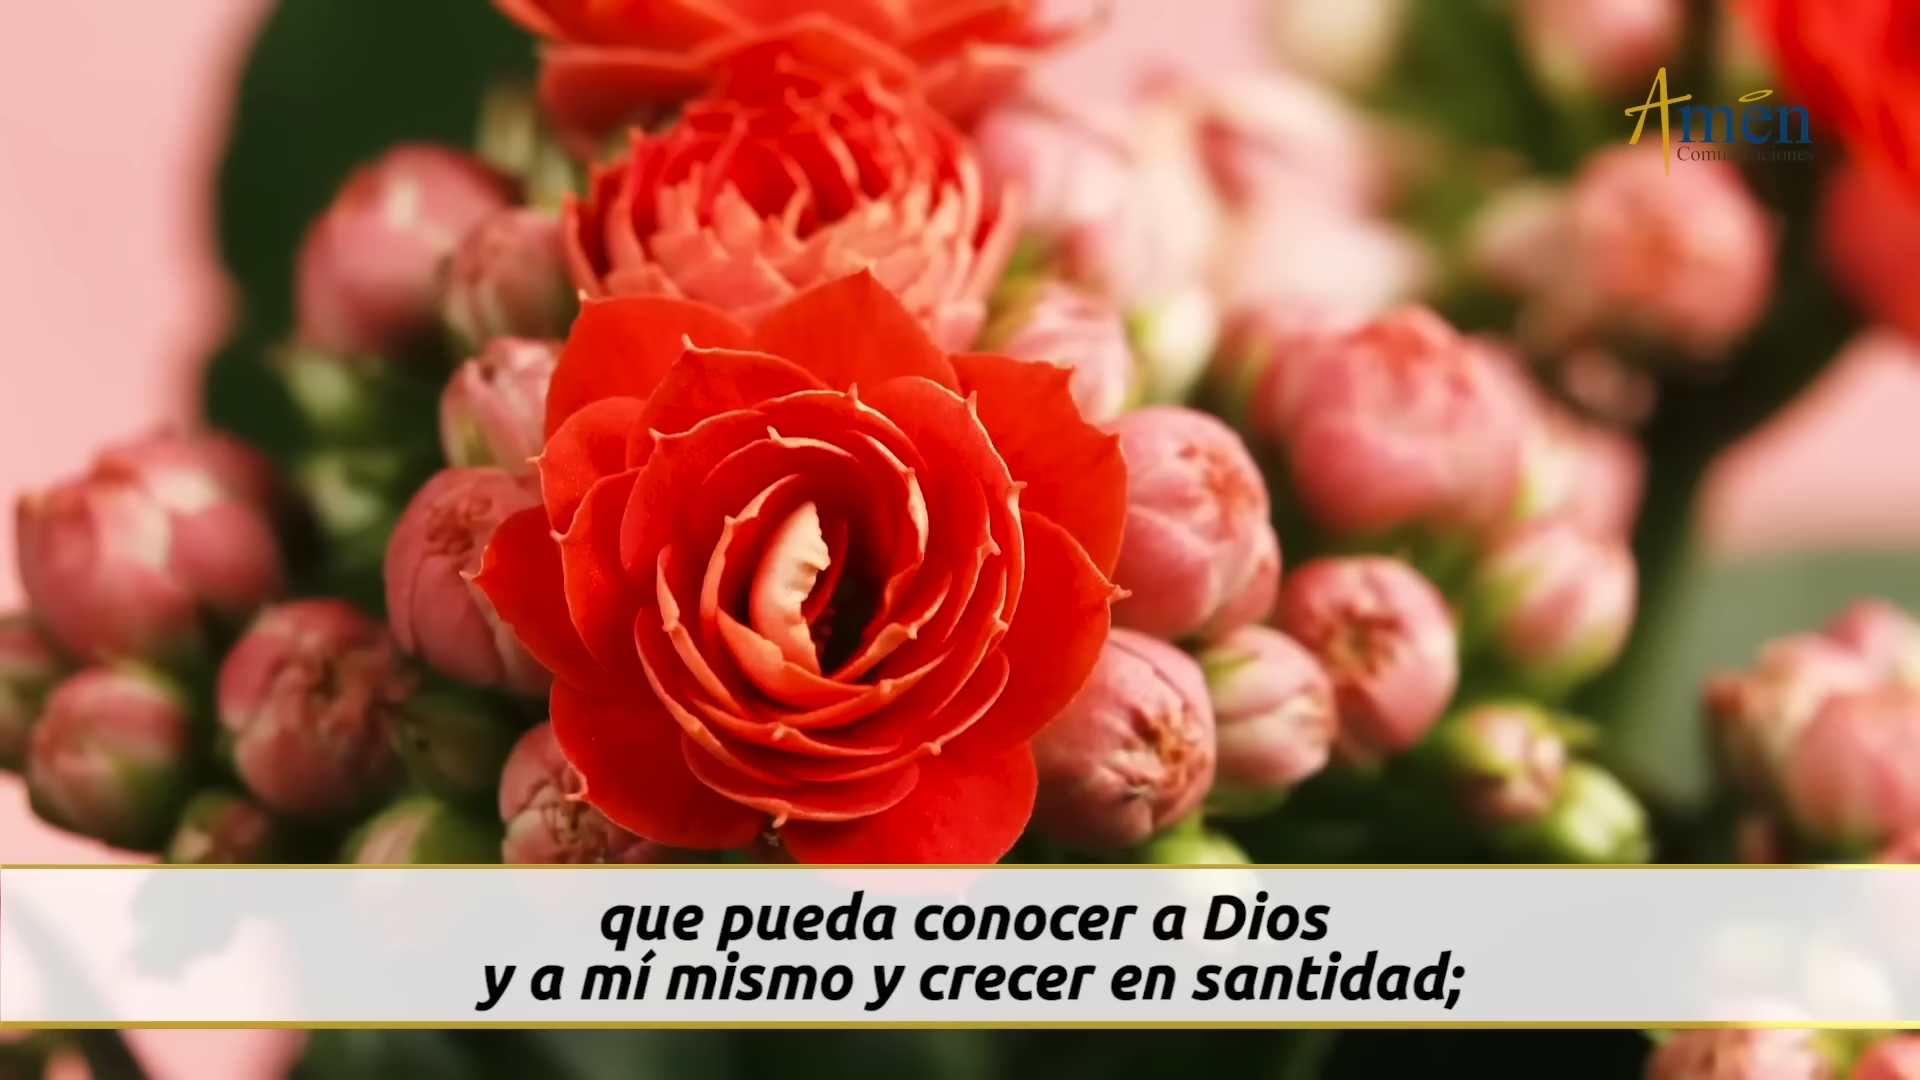 Amén
Comunicaciones
que pueda conocer a Dios
y a mí mismo y crecer en santidad;